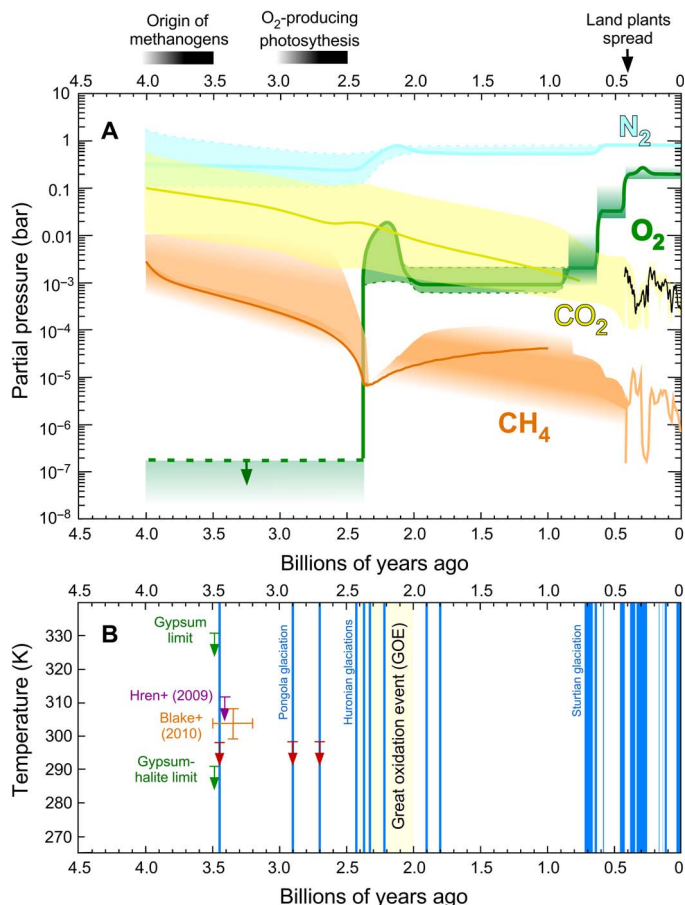 Origin of
methanogens
O2-producing
photosythesis
Land plants
spread
4.5 4.0 3.5 3.0 2.5 2.0 1.5 1.0 0.5 0
Partial pressure (bar)
10
1
0.1
0.01
10⁻³
10⁻⁴
10⁻⁵
10⁻⁶
10⁻⁷
10⁻⁸
A
N2
O2
CO2
CH4
4.5 4.0 3.5 3.0 2.5 2.0 1.5 1.0 0.5 0
Billions of years ago
4.5 4.0 3.5 3.0 2.5 2.0 1.5 1.0 0.5 0
Temperature (K)
330
320
310
300
290
280
270
B
Gypsum
limit
Hren+ (2009)
Blake+
(2010)
Gypsum-
halite limit
Pongola glaciation
Huronian glaciations
Great oxidation event (GOE)
Sturtian glaciation
4.5 4.0 3.5 3.0 2.5 2.0 1.5 1.0 0.5 0
Billions of years ago